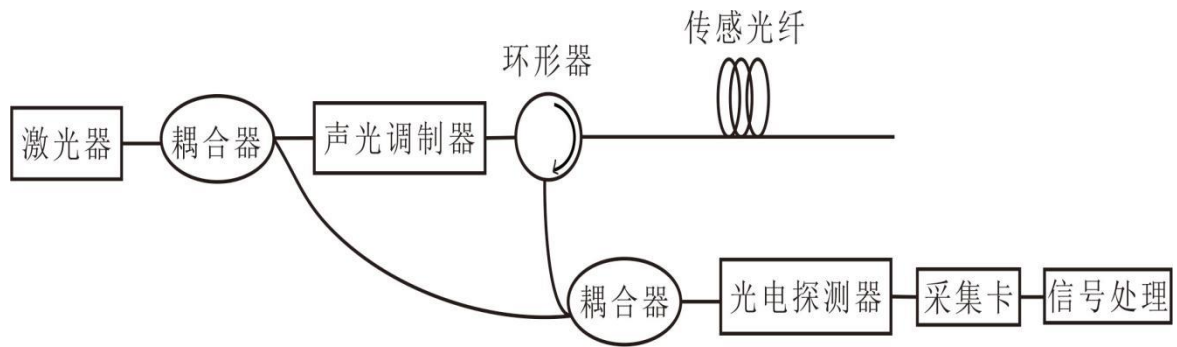 传感光纤
环形器
激光器
耦合器
声光调制器
耦合器
光电探测器
采集卡
信号处理